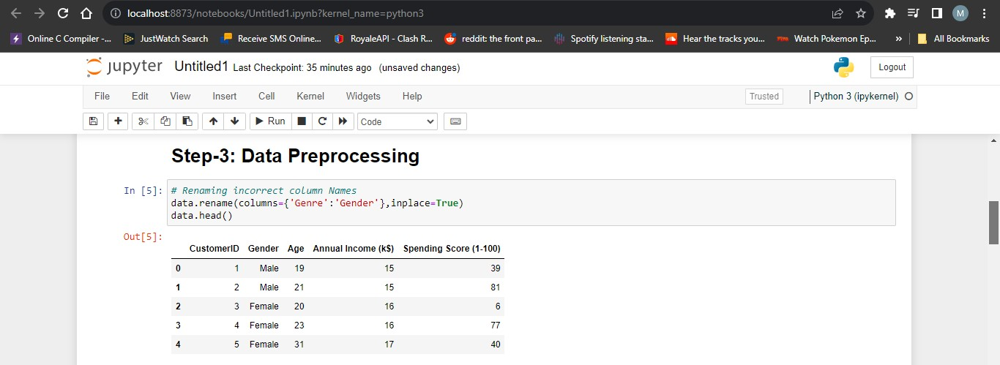 localhost:8873/notebooks/Untitled1.ipynb?kernel_name=python3
M
Online C Compiler -... JustWatch Search Receive SMS Online... RoyaleAPI - Clash R... reddit: the front pa... Spotify listening sta... Hear the tracks you... Watch Pokemon Ep... » All Bookmarks
jupyter Untitled1 Last Checkpoint: 35 minutes ago (unsaved changes) Logout
File Edit View Insert Cell Kernel Widgets Help Trusted Python 3 (ipykernel)
Run Code
Step-3: Data Preprocessing
In [5]: # Renaming incorrect column Names
data.rename(columns={'Genre':'Gender'},inplace=True)
data.head()
Out[5]:
CustomerID Gender Age Annual Income (k$) Spending Score (1-100)
0 1 Male 19 15 39
1 2 Male 21 15 81
2 3 Female 20 16 6
3 4 Female 23 16 77
4 5 Female 31 17 40